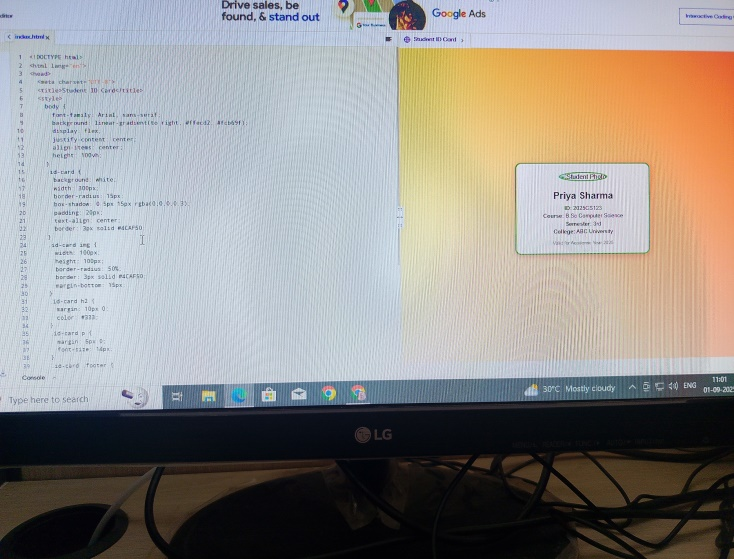 Drive sales, be
found, & stand out
Google Ads
Interactive Coding
index.html
Student ID Card
1 <!DOCTYPE html>
2 <html lang="en">
3 <head>
4 <meta charset="UTF-8">
5 <title>Student ID Card</title>
6 <style>
7 body {
8 font-family: Arial, sans-serif;
9 background: linear-gradient(to right, #ffecd2, #fcb69f);
10 display: flex;
11 justify-content: center;
12 align-items: center;
13 height: 100vh;
14 }
15 .id-card {
16 background: white;
17 width: 300px;
18 border-radius: 15px;
19 box-shadow: 0 5px 15px rgba(0,0,0,0.3);
20 padding: 20px;
21 text-align: center;
22 border: 3px solid #4CAF50;
23 }
24 .id-card img {
25 width: 100px;
26 height: 100px;
27 border-radius: 50%;
28 border: 3px solid #4CAF50;
29 margin-bottom: 15px;
30 }
31 .id-card h2 {
32 margin: 10px 0;
33 color: #333;
34 }
35 .id-card p {
36 margin: 5px 0;
37 font-size: 14px;
38 }
39 .id-card .footer {
Student Photo
Priya Sharma
ID: 2025CS123
Course: B.Sc Computer Science
Semester: 3rd
College: ABC University
Valid for Academic Year
Console
Type here to search
30°C Mostly cloudy
ENG
11:01
01-09-202
LG